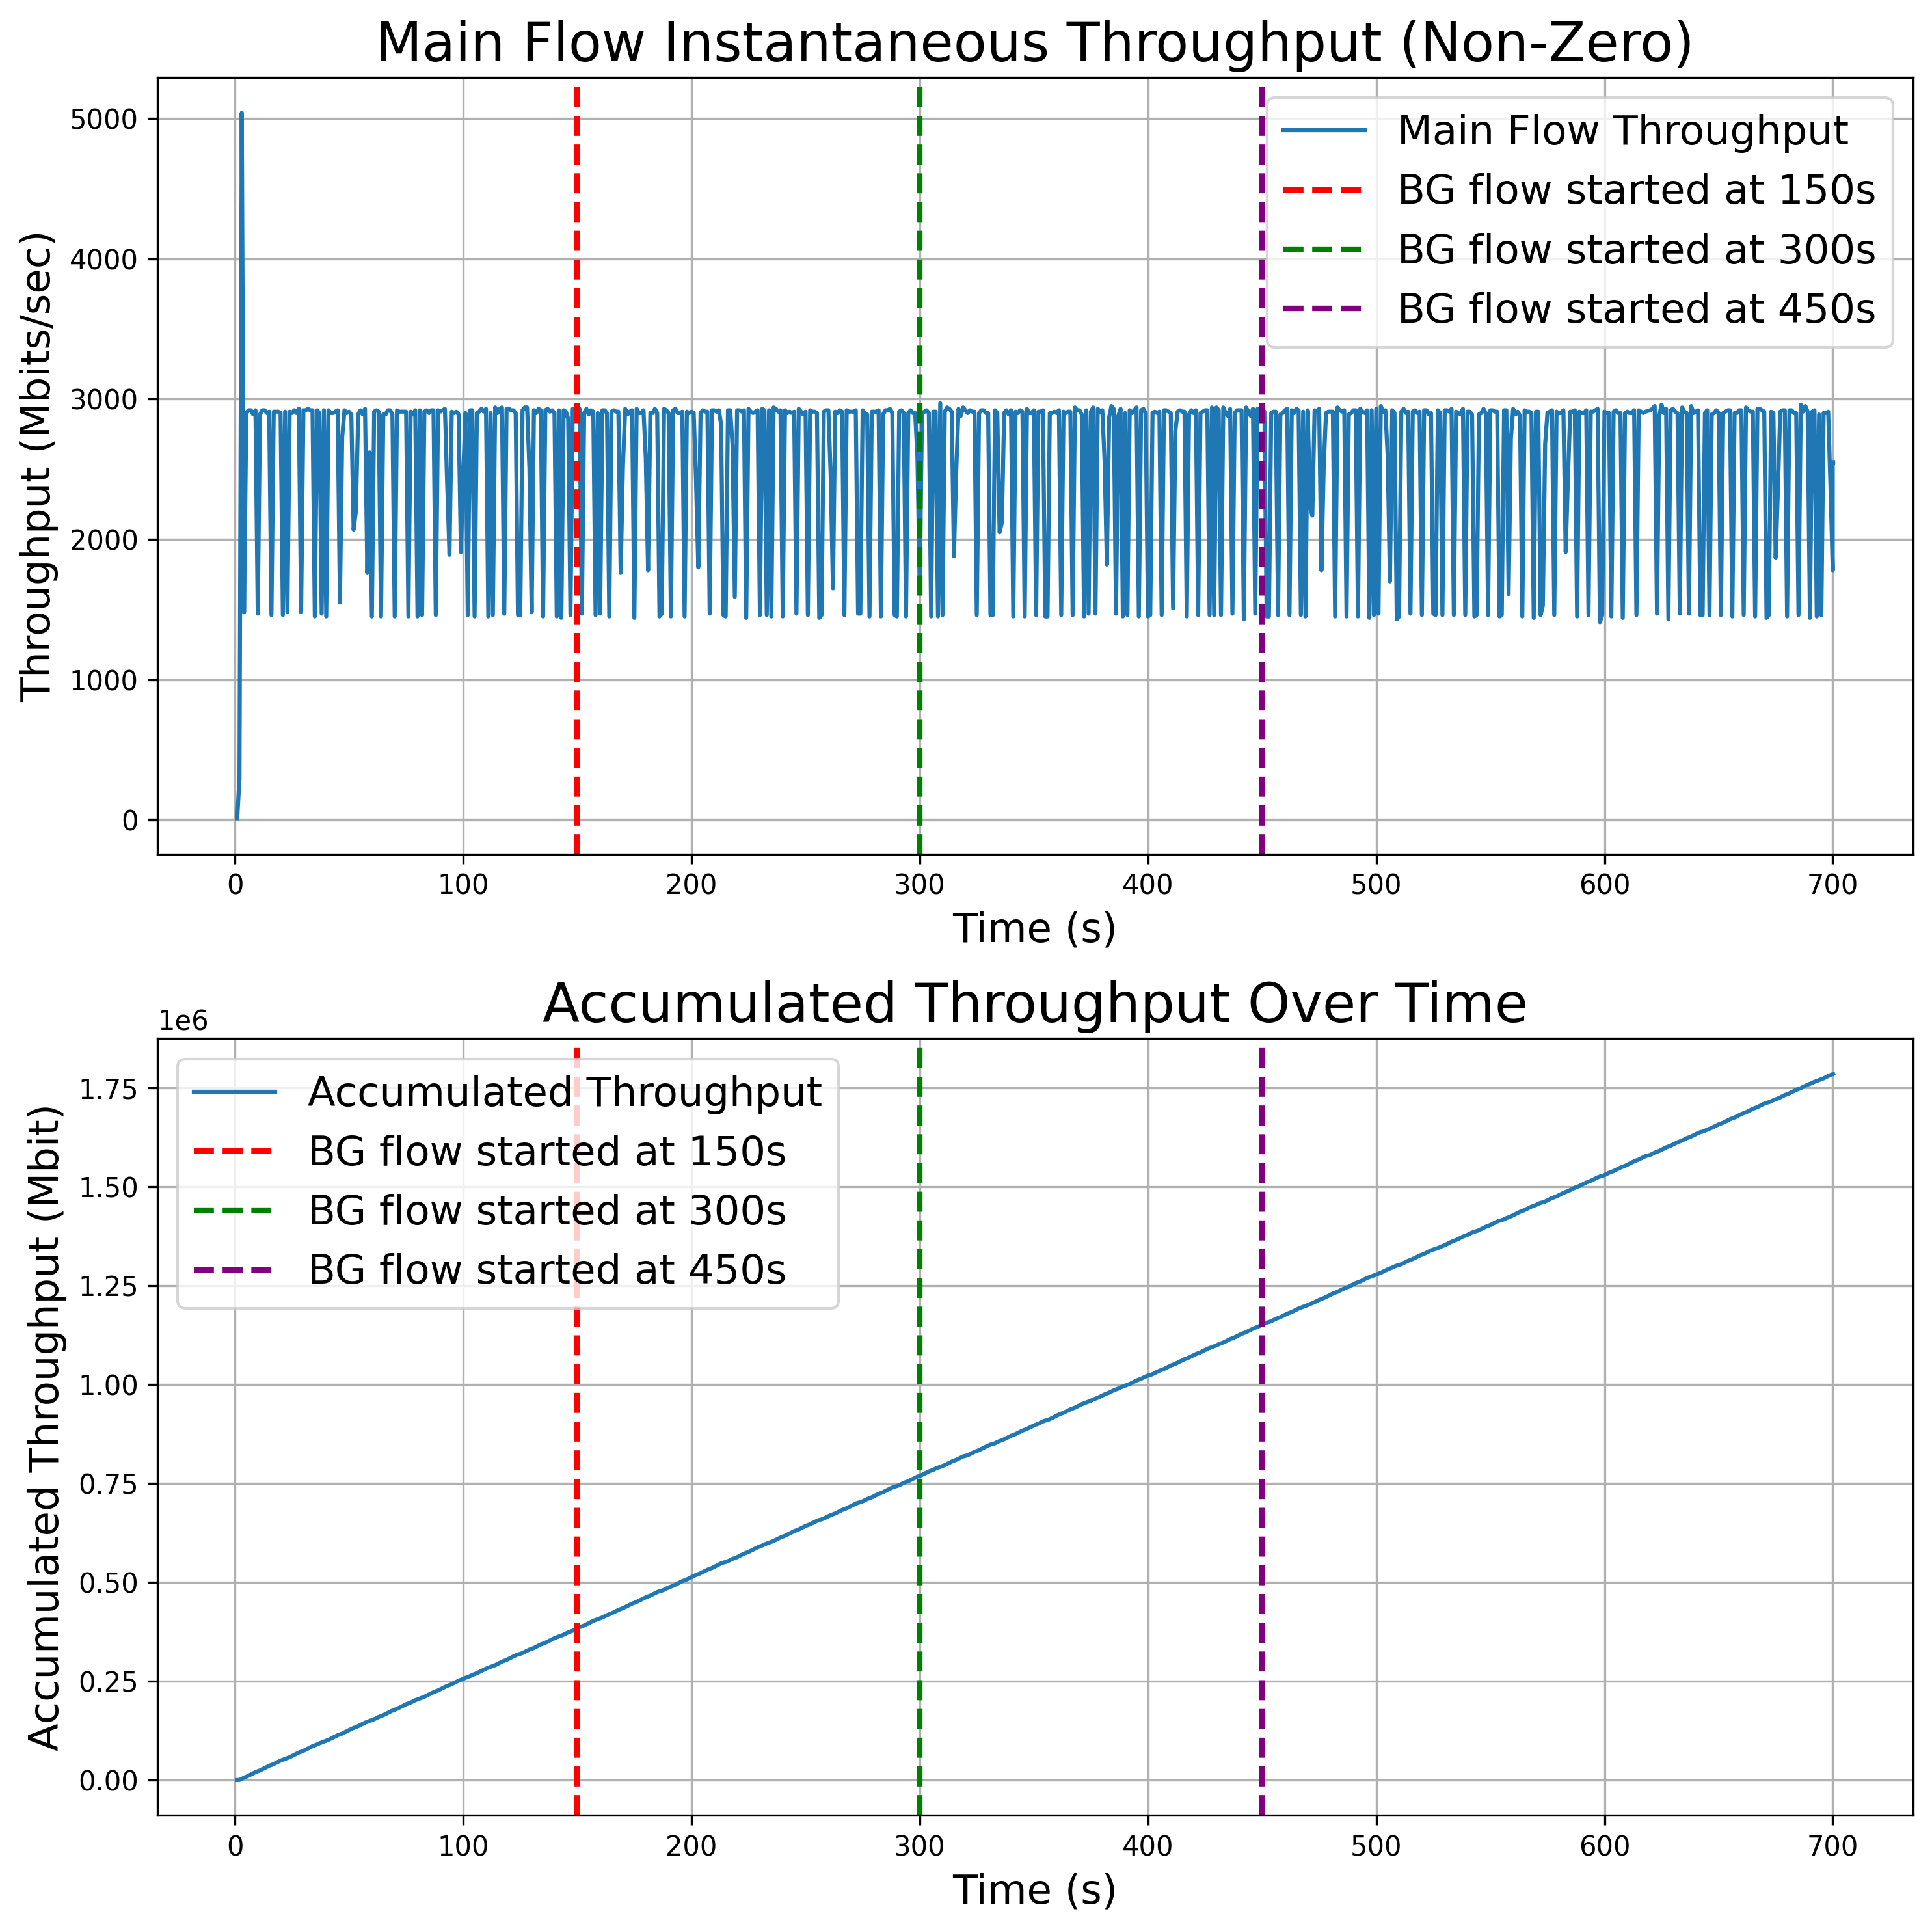 Main Flow Instantaneous Throughput (Non-Zero)
Throughput (Mbits/sec)
5000
4000
3000
2000
1000
0
Main Flow Throughput
BG flow started at 150s
BG flow started at 300s
BG flow started at 450s
0 100 200 300 400 500 600 700
Time (s)
Accumulated Throughput Over Time
1e6
Accumulated Throughput (Mbit)
1.75
1.50
1.25
1.00
0.75
0.50
0.25
0.00
Accumulated Throughput
BG flow started at 150s
BG flow started at 300s
BG flow started at 450s
0 100 200 300 400 500 600 700
Time (s)